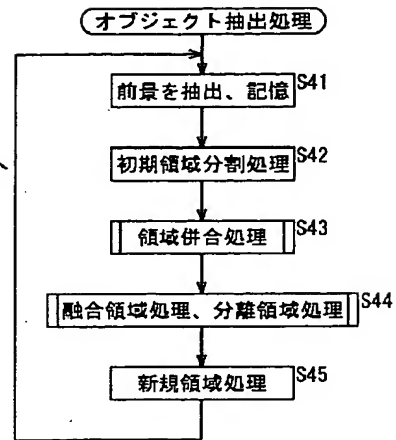 オブジェクト抽出処理
前景を抽出、記憶 S41
初期領域分割処理 S42
領域併合処理 S43
融合領域処理、分離領域処理 S44
新規領域処理 S45